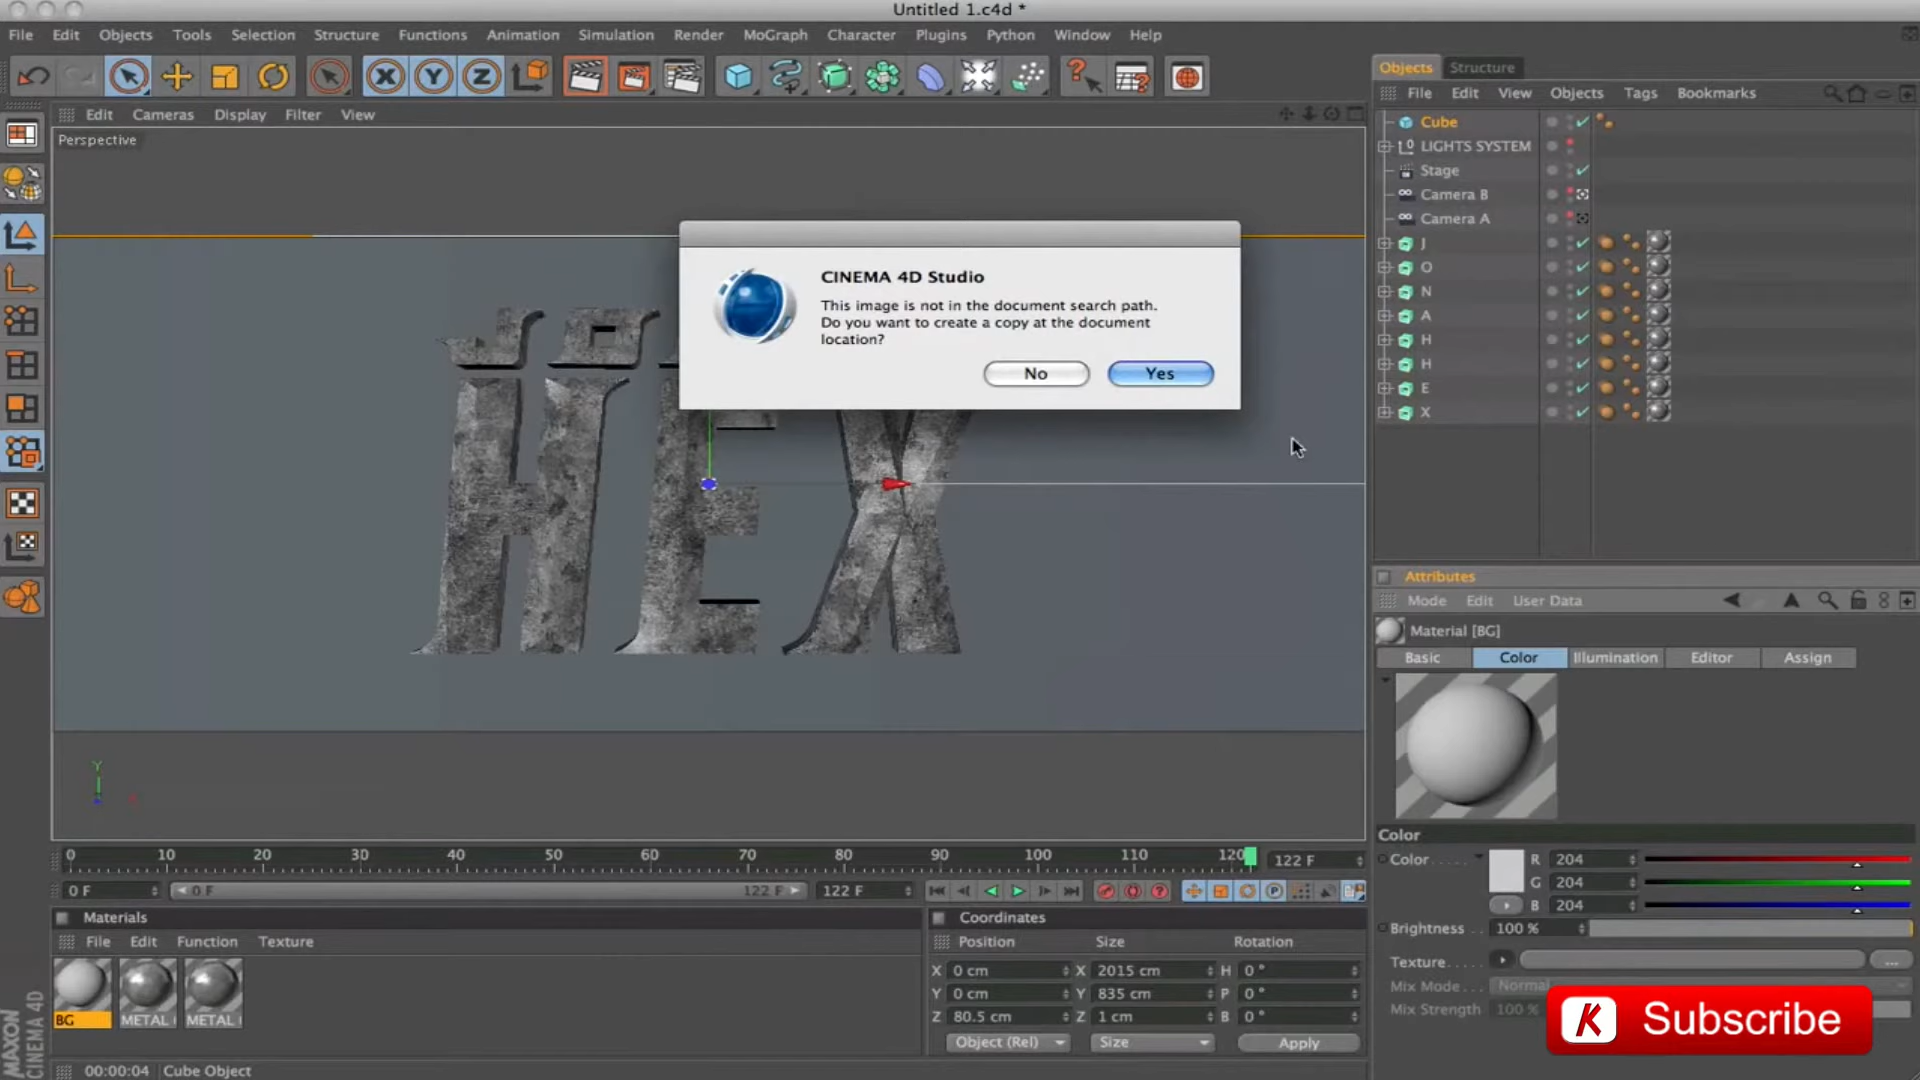 Untitled 1.c4d *
File Edit Objects Tools Selection Structure Functions Animation Simulation Render MoGraph Character Plugins Python Window Help
Objects Structure
File Edit View Objects Tags Bookmarks
Edit Cameras Display Filter View
Perspective
Cube
LIGHTS SYSTEM
Stage
Camera B
Camera A
J
O
N
A
H
H
E
X
CINEMA 4D Studio
This image is not in the document search path.
Do you want to create a copy at the document
location?
No Yes
HEX
Attributes
Mode Edit User Data
Material [BG]
Basic Color Illumination Editor Assign
Color
Color R 204
G 204
B 204
Brightness 100 %
Texture
Mix Mode Normal
Mix Strength 100 %
Y
0 10 20 30 40 50 60 70 80 90 100 110 120 122 F
0 F 0 F 122 F 122 F
Materials
File Edit Function Texture
BG METAL METAL
Coordinates
Position Size Rotation
X 0 cm X 2015 cm H 0 °
Y 0 cm Y 835 cm P 0 °
Z 80.5 cm Z 1 cm B 0 °
Object (Rel) Size Apply
MAXON
CINEMA 4D
00:00:04 Cube Object
K Subscribe